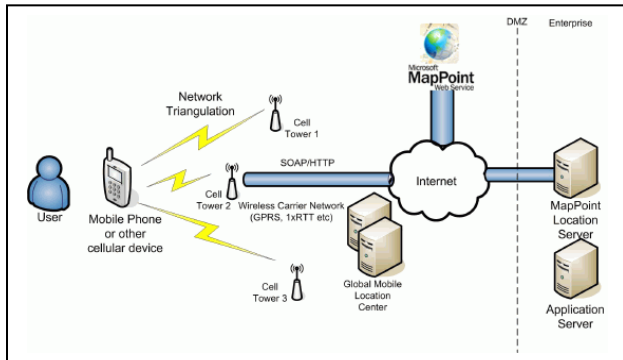 DMZ
Enterprise
Microsoft
MapPoint
Web Service
Network
Triangulation
Cell
Tower 1
SOAP/HTTP
User
Mobile Phone
or other
cellular device
Cell
Tower 2
Wireless Carrier Network
(GPRS, 1xRTT etc)
Internet
MapPoint
Location
Server
Cell
Tower 3
Global Mobile
Location
Center
Application
Server